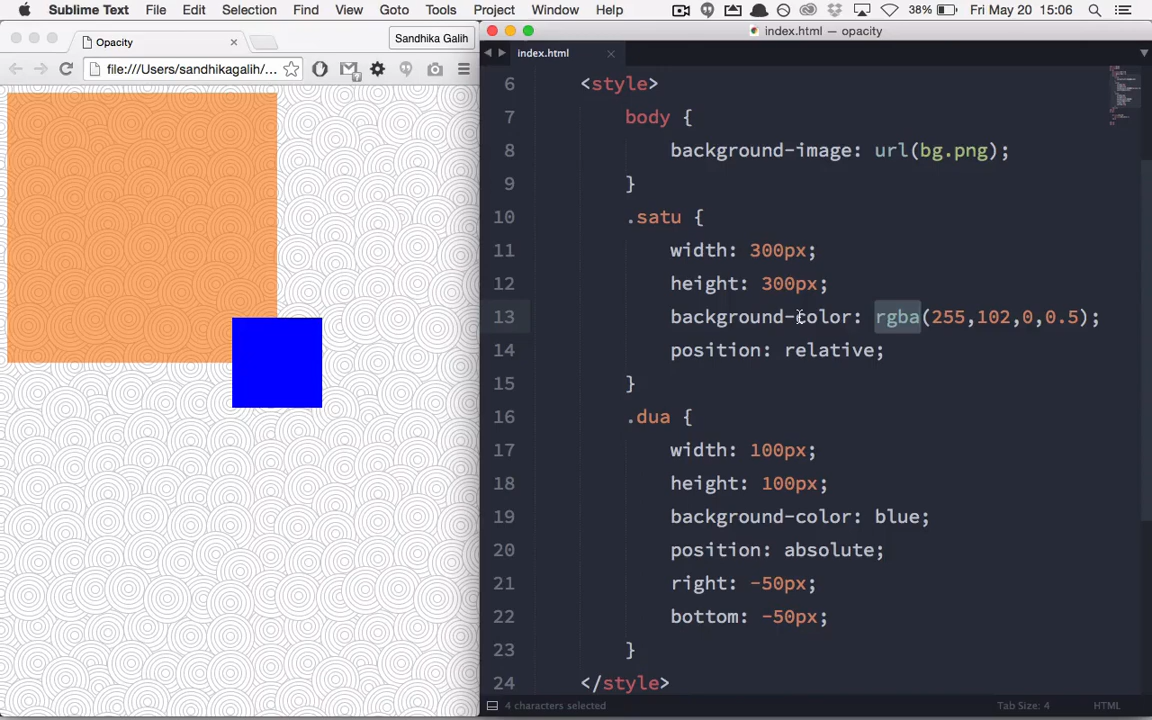 Sublime Text File Edit Selection Find View Goto Tools Project Window Help 38% Fri May 20 15:06
Opacity
Sandhika Galih
file:///Users/sandhikagalih/...
index.html — opacity
index.html
6 <style>
7 body {
8 background-image: url(bg.png);
9 }
10 .satu {
11 width: 300px;
12 height: 300px;
13 background-color: rgba(255,102,0,0.5);
14 position: relative;
15 }
16 .dua {
17 width: 100px;
18 height: 100px;
19 background-color: blue;
20 position: absolute;
21 right: -50px;
22 bottom: -50px;
23 }
24 </style>
4 characters selected Tab Size: 4 HTML